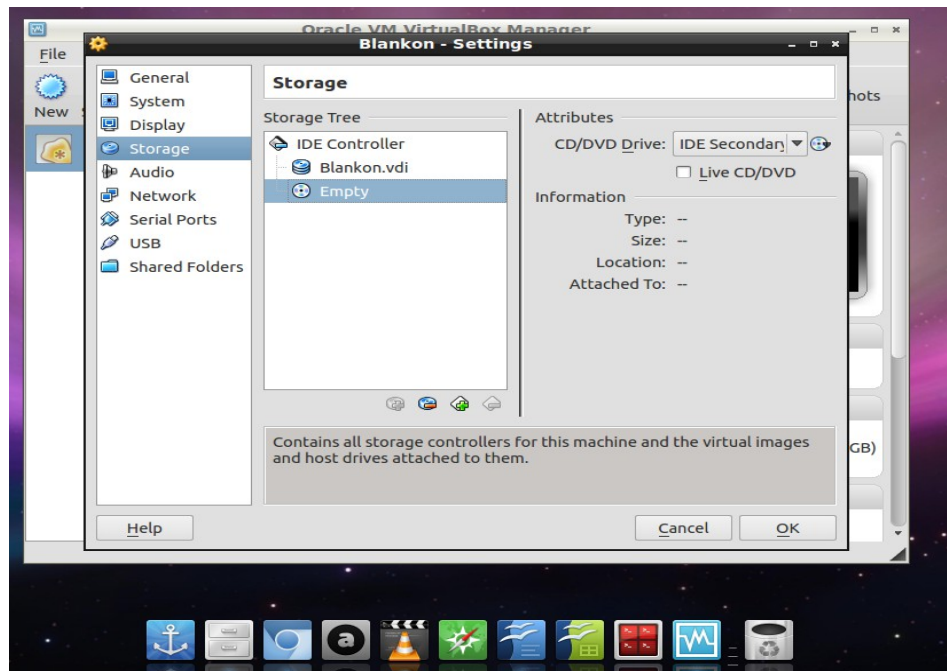 Oracle VM VirtualBox Manager
Blankon - Settings
File
New
hots
GB)
General
System
Display
Storage
Audio
Network
Serial Ports
USB
Shared Folders
Storage
Storage Tree
IDE Controller
Blankon.vdi
Empty
Attributes
CD/DVD Drive: IDE Secondary
Live CD/DVD
Information
Type: --
Size: --
Location: --
Attached To: --
Contains all storage controllers for this machine and the virtual images
and host drives attached to them.
Help
Cancel
OK
a